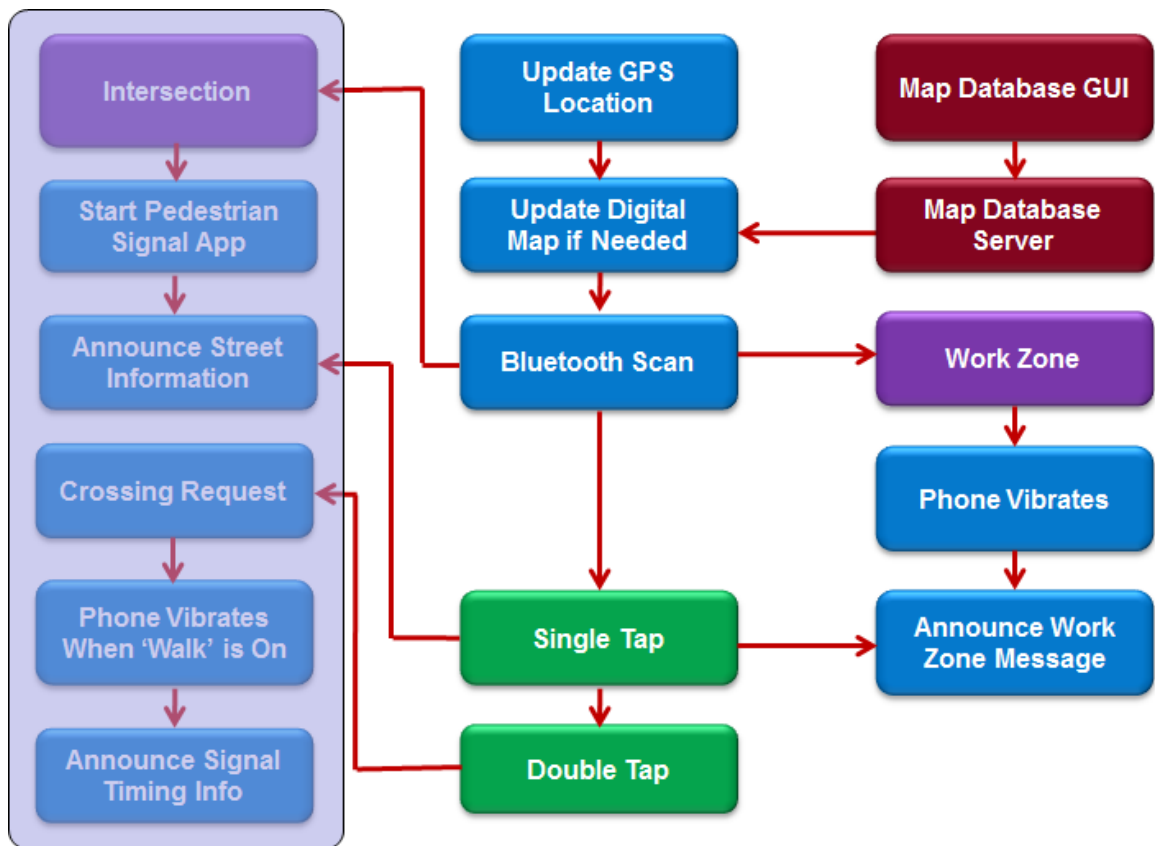 Intersection
Start Pedestrian
Signal App
Announce Street
Information
Crossing Request
Phone Vibrates
When ‘Walk’ is On
Announce Signal
Timing Info
Update GPS
Location
Update Digital
Map if Needed
Bluetooth Scan
Single Tap
Double Tap
Map Database GUI
Map Database
Server
Work Zone
Phone Vibrates
Announce Work
Zone Message